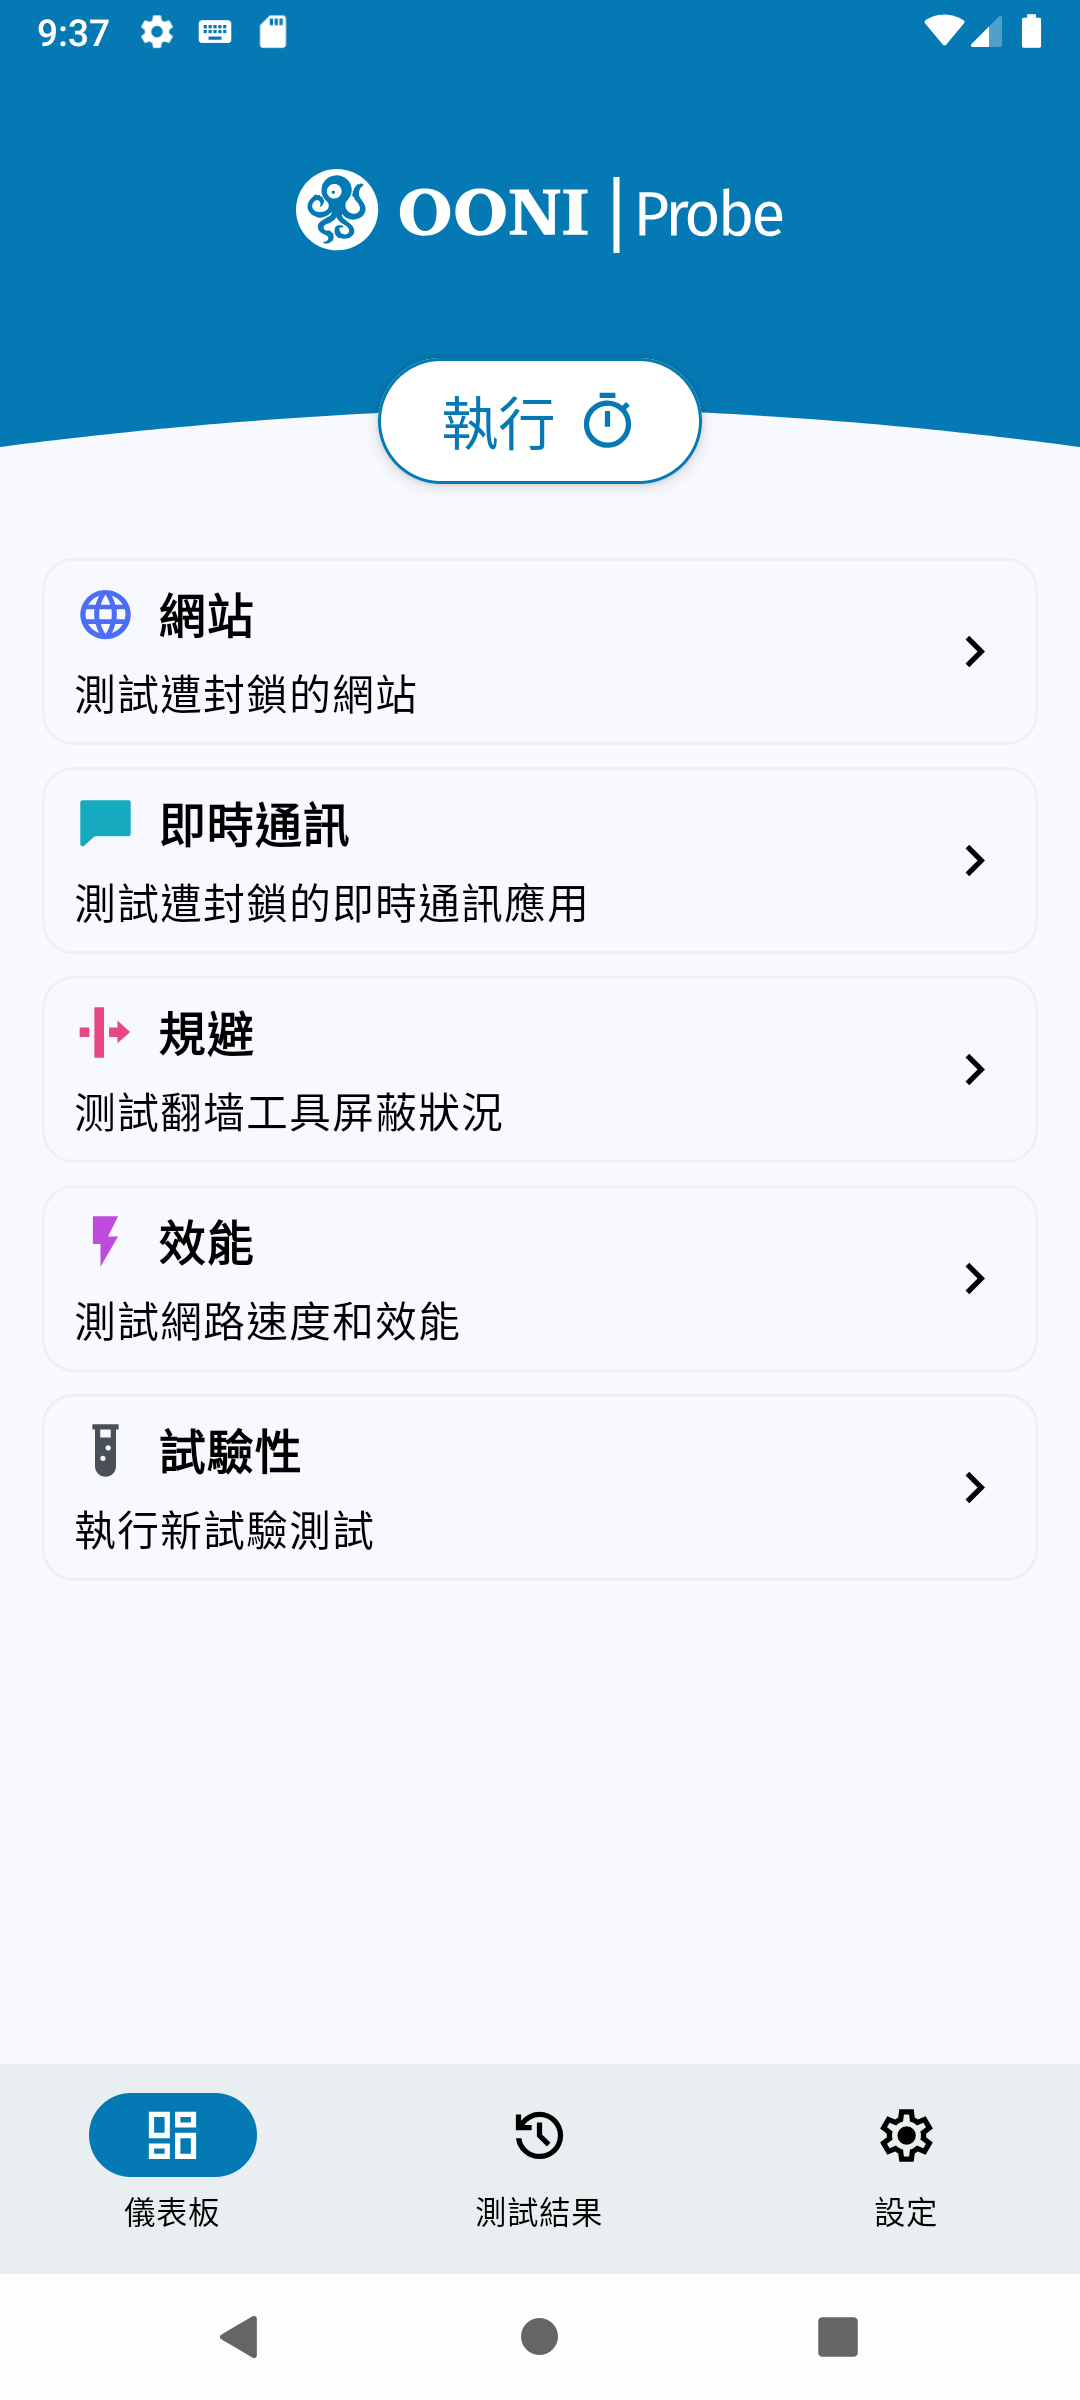 9:37
OONI | Probe
執行
網站
測試遭封鎖的網站
即時通訊
測試遭封鎖的即時通訊應用
規避
测試翻墙工具屏蔽狀況
效能
測試網路速度和效能
試驗性
執行新試驗測試
儀表板
測試結果
設定